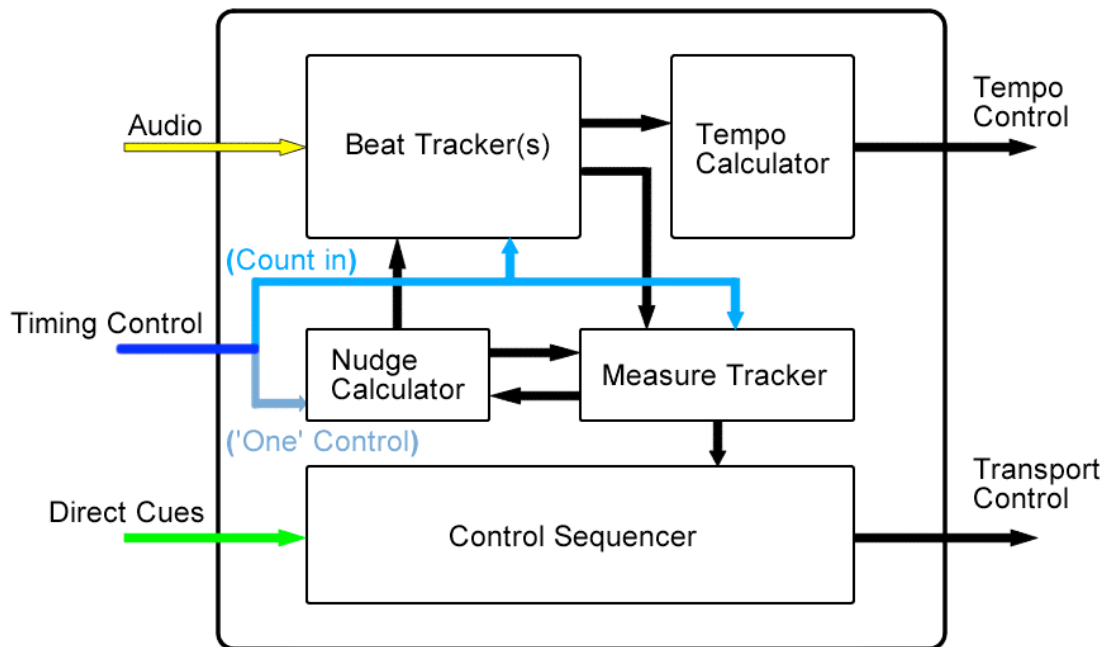 Audio
Beat Tracker(s)
Tempo
Calculator
Tempo
Control
(Count in)
Timing Control
Nudge
Calculator
Measure Tracker
('One' Control)
Direct Cues
Control Sequencer
Transport
Control